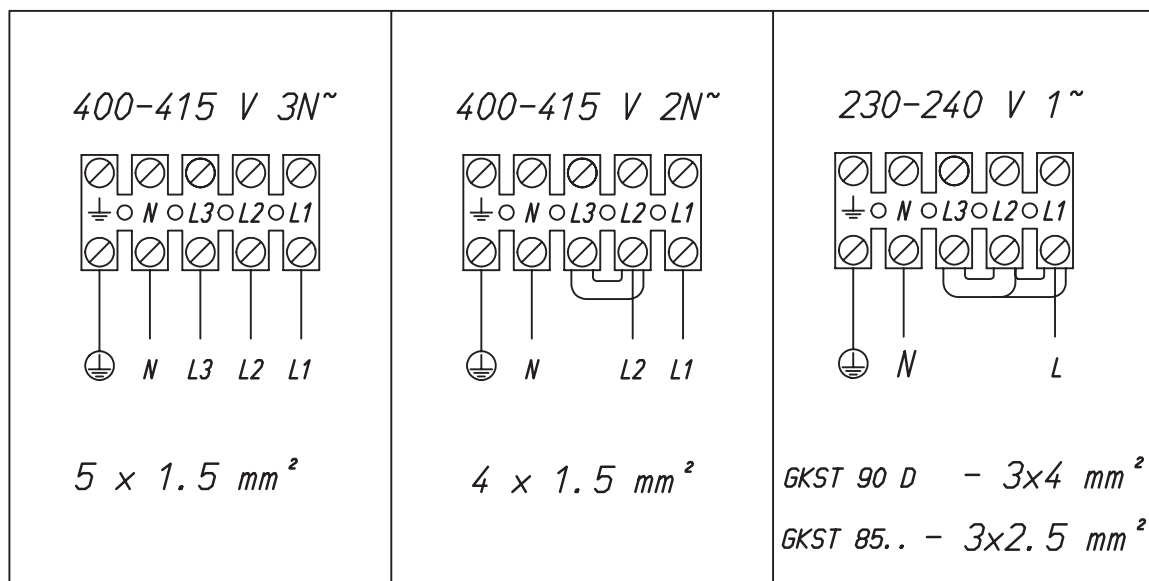 400-415 V 3N~
⏚ N L3 L2 L1
N L3 L2 L1
5 x 1.5 mm²
400-415 V 2N~
⏚ N L3 L2 L1
N L2 L1
4 x 1.5 mm²
230-240 V 1~
⏚ N L3 L2 L1
N L
GKST 90 D - 3x4 mm²
GKST 85.. - 3x2.5 mm²